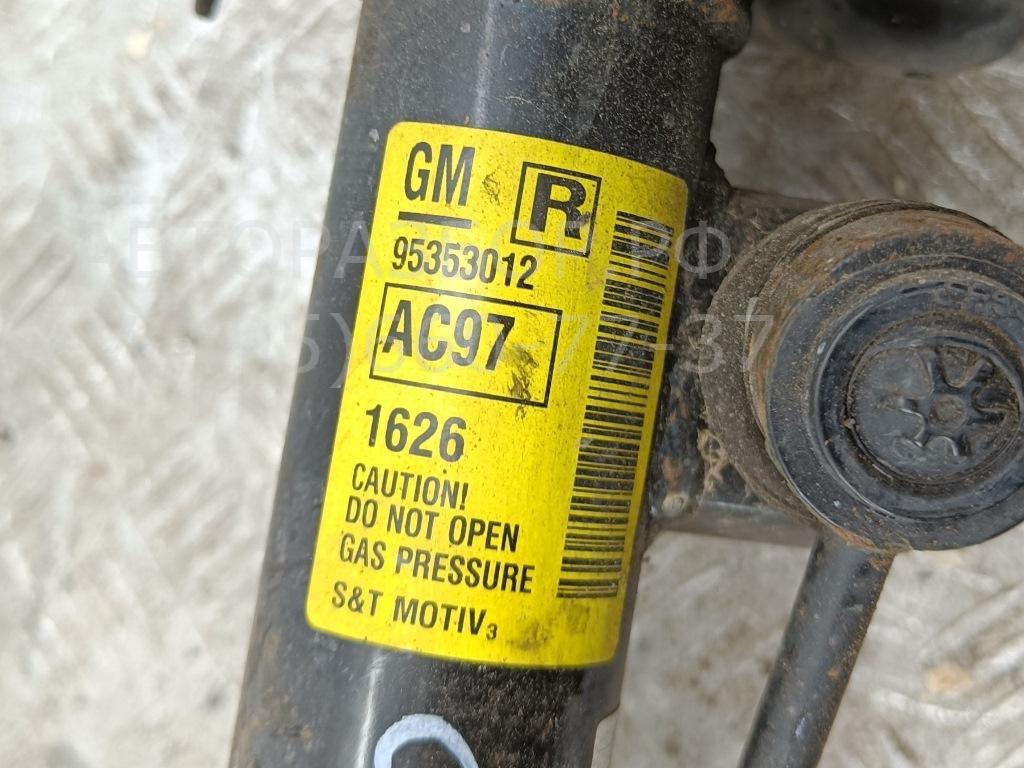 GM R
95353012
AC97
1626
CAUTION!
DO NOT OPEN
GAS PRESSURE
S&T MOTIV₃